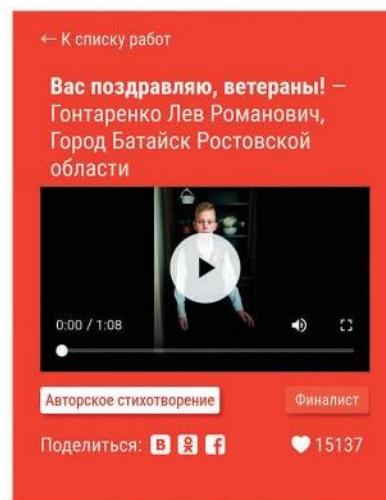 ← К списку работ
Вас поздравляю, ветераны! –
Гонтаренко Лев Романович,
Город Батайск Ростовской
области
0:00 / 1:08
Авторское стихотворение
Финалист
Поделиться:
15137